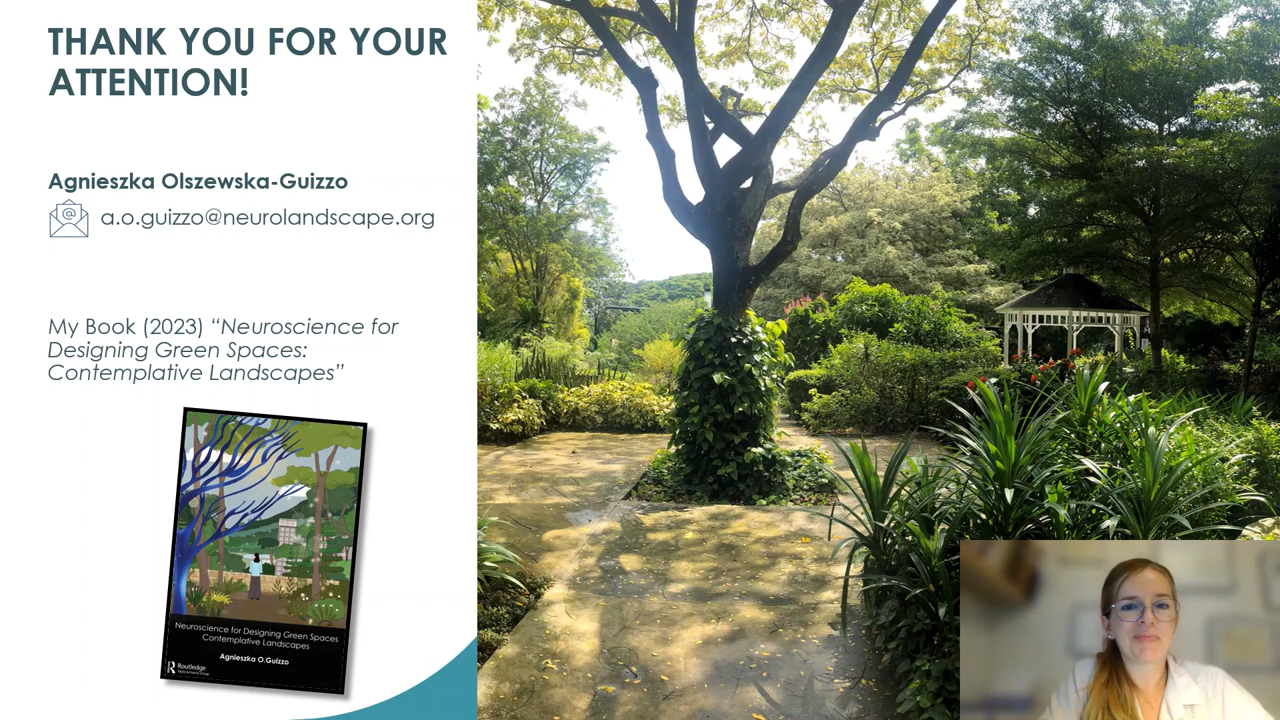 THANK YOU FOR YOUR
ATTENTION!
Agnieszka Olszewska-Guizzo
a.o.guizzo@neurolandscape.org
My Book (2023) “Neuroscience for
Designing Green Spaces:
Contemplative Landscapes”
Neuroscience for Designing Green Spaces
Contemplative Landscapes
Agnieszka O.Guizzo
Routledge